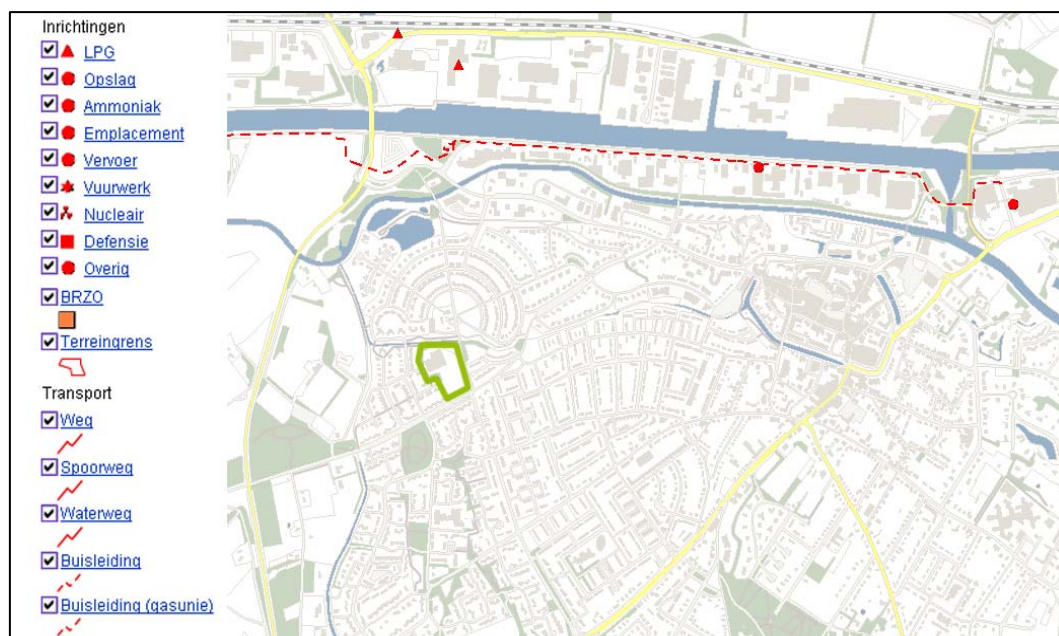 Inrichtingen
LPG
Opslag
Ammoniak
Emplacement
Vervoer
Vuurwerk
Nucleair
Defensie
Overig
BRZO
Terreingrens
Transport
Weg
Spoorweg
Waterweg
Buisleiding
Buisleiding (gasunie)